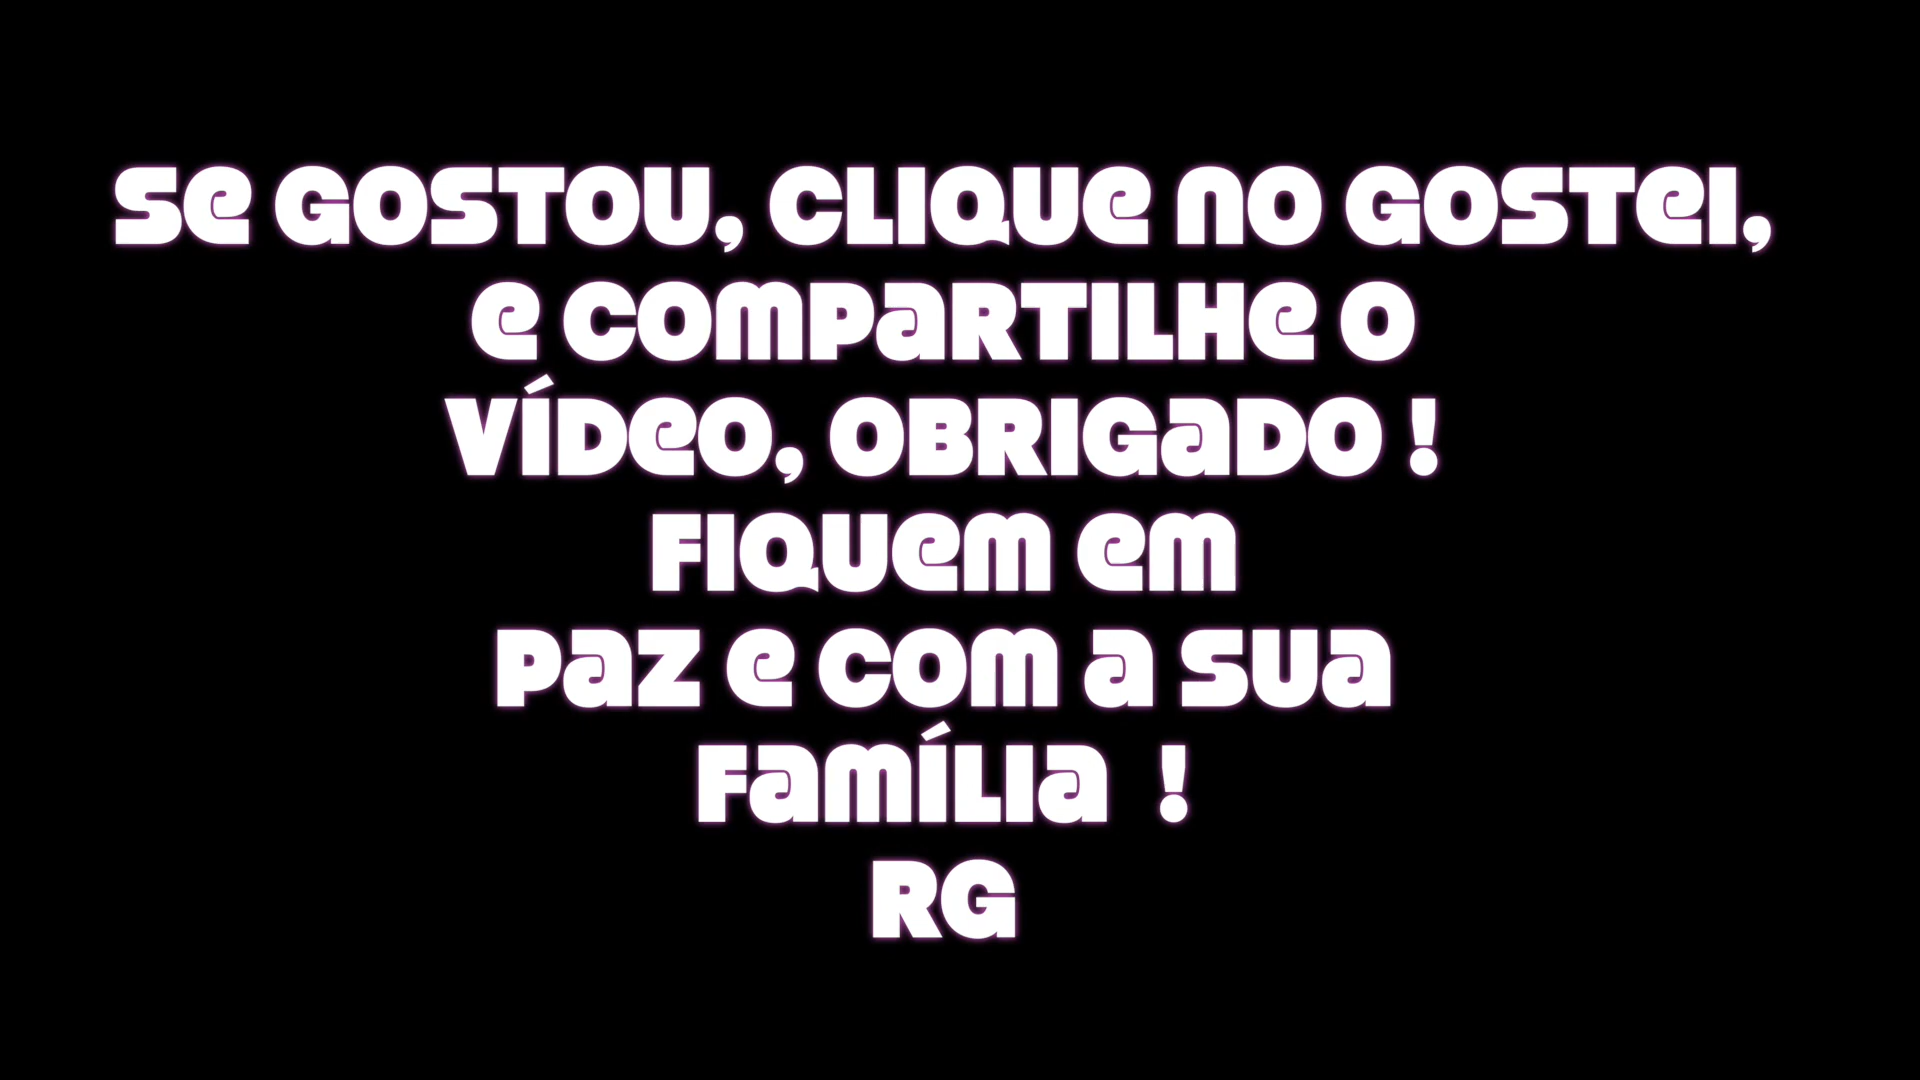 SE GOSTOU, CLIQUE NO GOSTEI,
E COMPARTILHE O
VÍDEO, OBRIGADO !
FIQUEM EM
PAZ E COM A SUA
FAMÍLIA !
RG